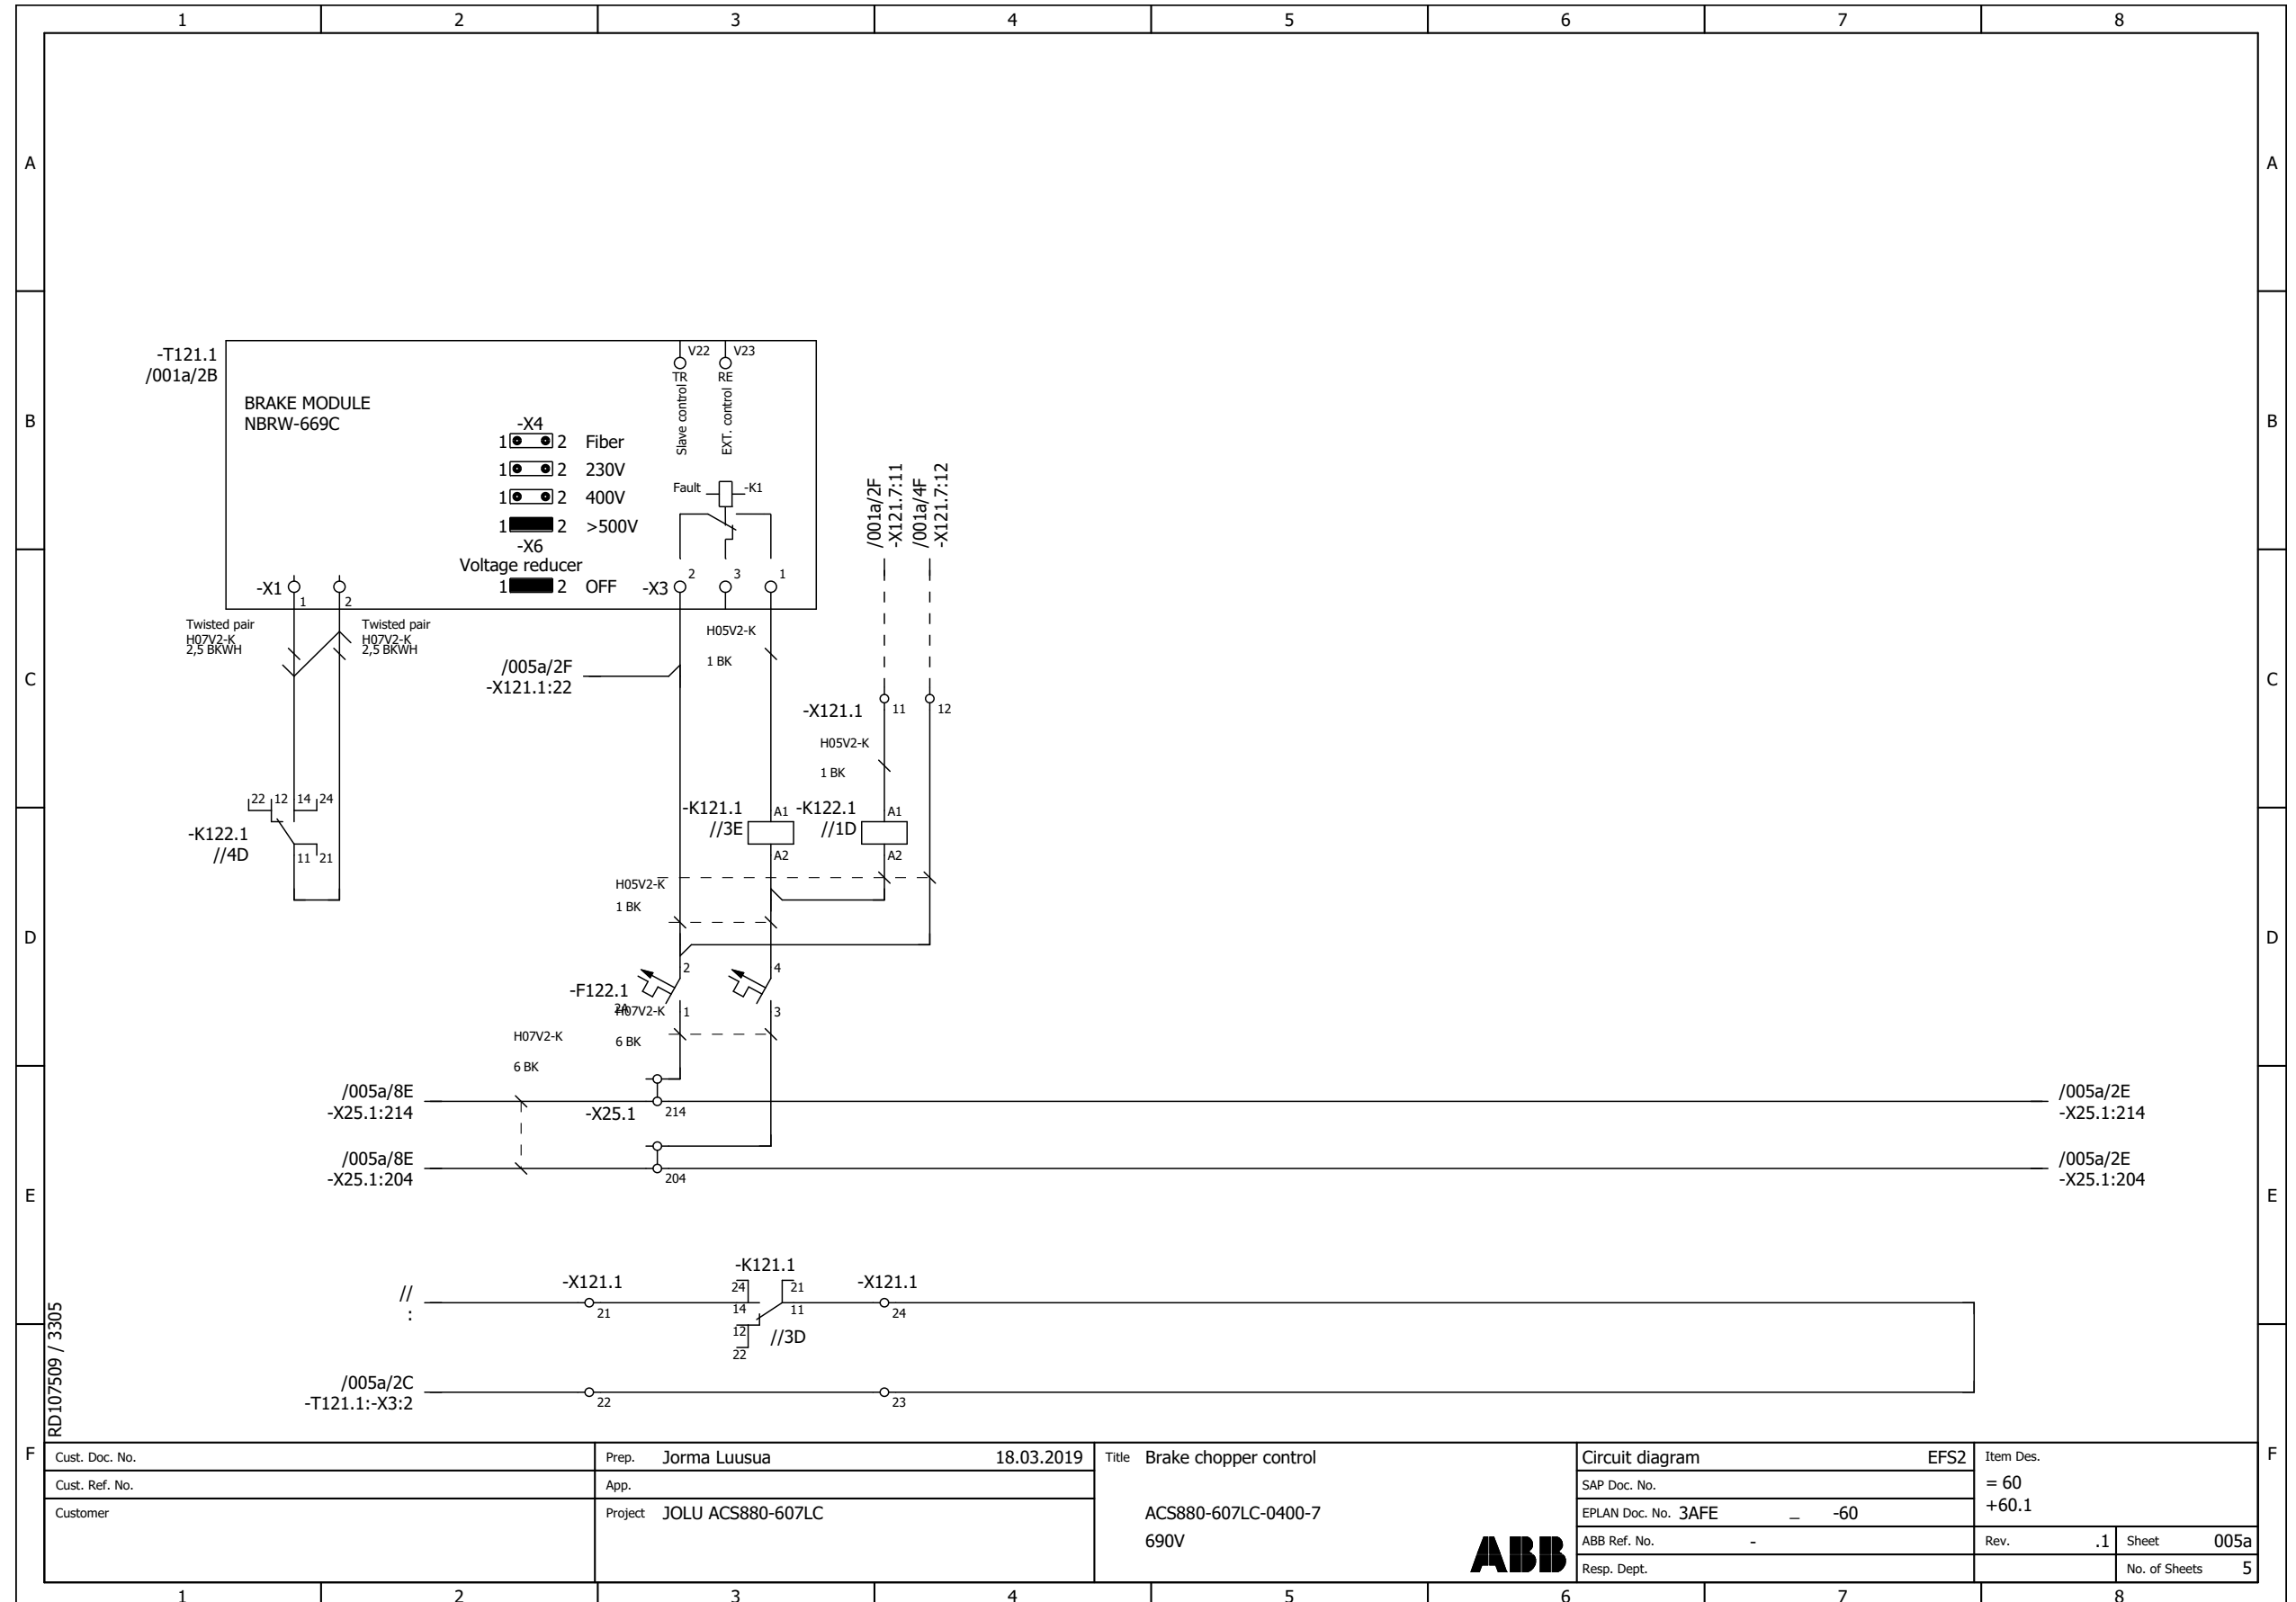 1 2 3 4 5 6 7 8
A A
-T121.1
/001a/2B
V22 V23
TR RE
Slave control
EXT. control
BRAKE MODULE
NBRW-669C
B B
-X4
1 2 Fiber
1 2 230V
1 2 400V
1 2 >500V
-X6
Voltage reducer
1 2 OFF
Fault -K1
/001a/2F
-X121.7:11
/001a/4F
-X121.7:12
2 3 1
-X1 -X3
1 2
Twisted pair
H07V2-K
2,5 BKWH
Twisted pair
H07V2-K
2,5 BKWH
H05V2-K
1 BK
/005a/2F
-X121.1:22
C C
-X121.1 11 12
H05V2-K
1 BK
22 12 14 24
-K122.1
//4D
11 21
-K121.1
//3E
A1
A2
-K122.1
//1D
A1
A2
H05V2-K
1 BK
D D
2 4
-F122.1
2A
H07V2-K
1 3
6 BK
H07V2-K
6 BK
/005a/8E
-X25.1:214
-X25.1
214
/005a/2E
-X25.1:214
/005a/8E
-X25.1:204
204
/005a/2E
-X25.1:204
E E
-K121.1
-X121.1
24 21
-X121.1
//
:
21
14 11
24
12
//3D
22
/005a/2C
-T121.1:-X3:2
22 23
RD107509 / 3305
F F
Cust. Doc. No.
Cust. Ref. No.
Customer
Prep. Jorma Luusua 18.03.2019
App.
Project JOLU ACS880-607LC
Title Brake chopper control
ACS880-607LC-0400-7
690V
ABB
Circuit diagram EFS2
SAP Doc. No.
EPLAN Doc. No. 3AFE _ -60
ABB Ref. No. -
Resp. Dept.
Item Des.
= 60
+60.1
Rev. .1 Sheet 005a
No. of Sheets 5
1 2 3 4 5 6 7 8